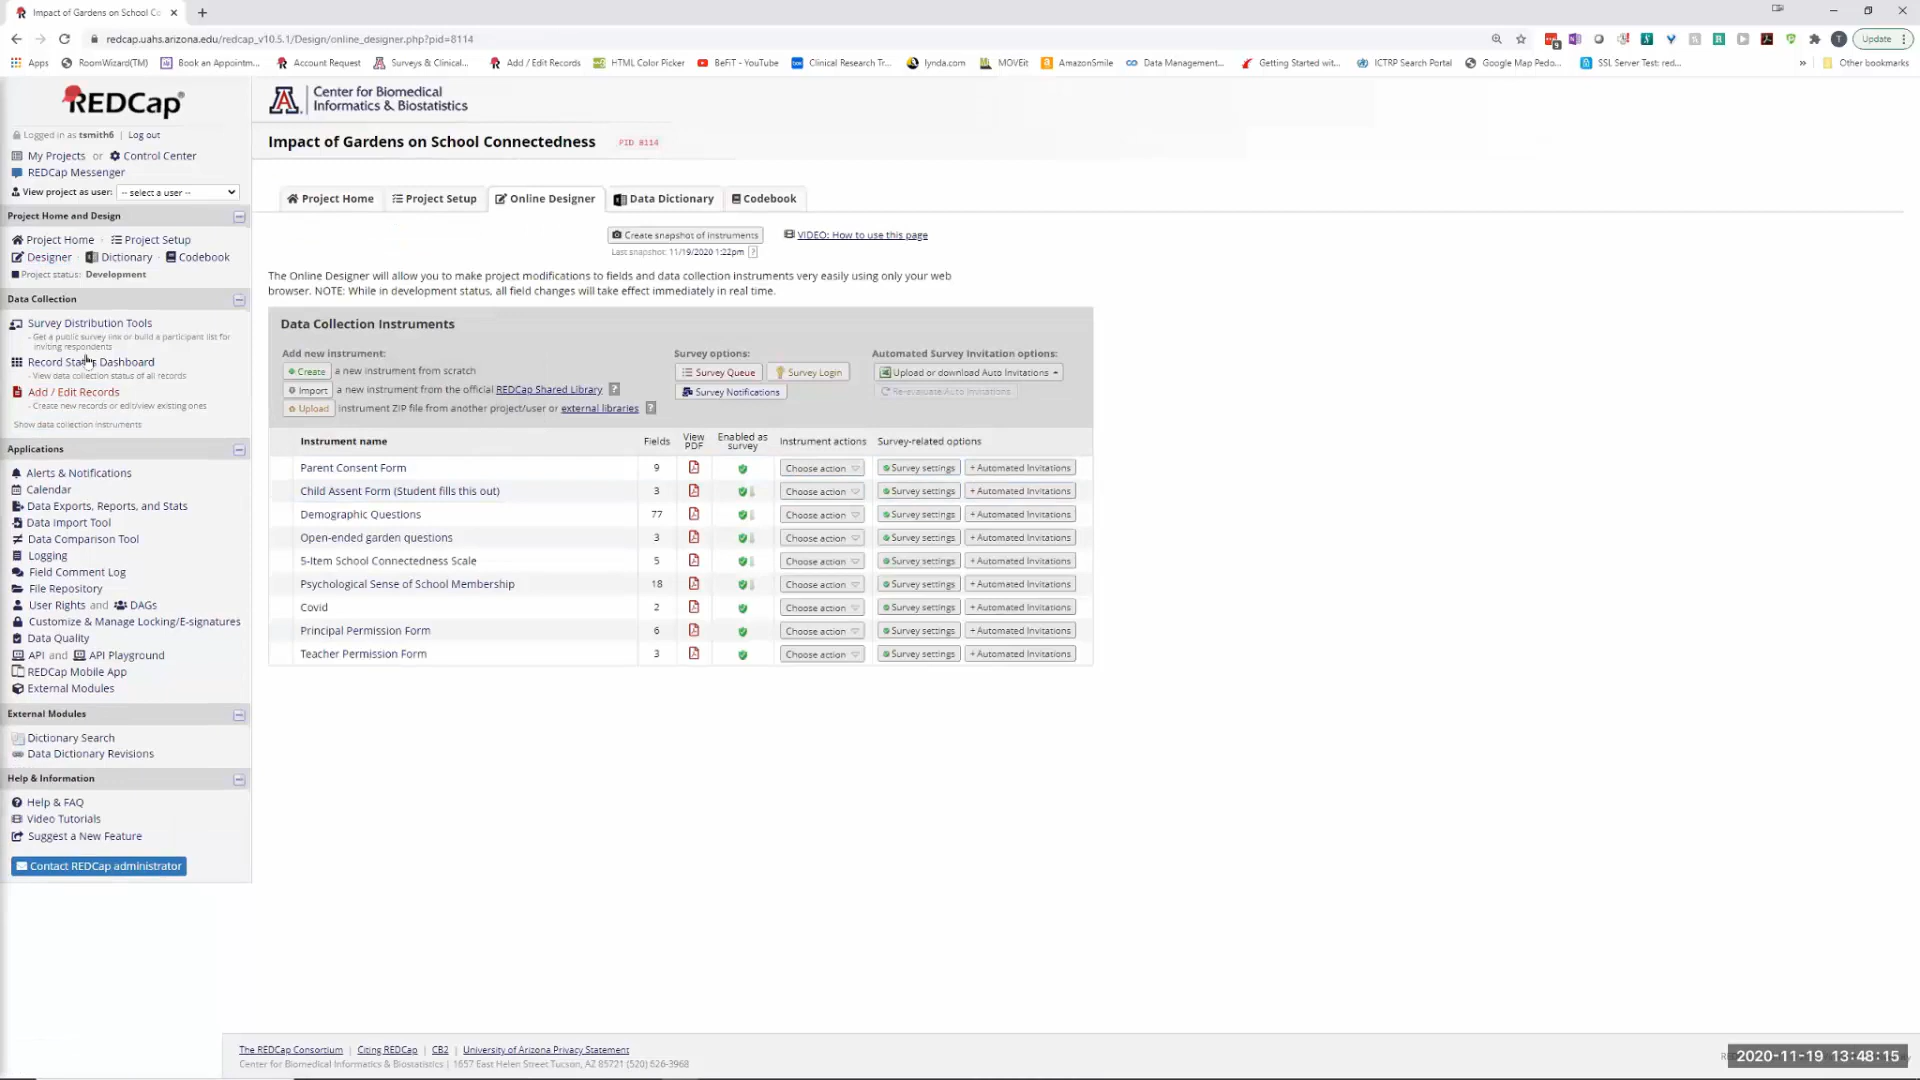 Impact of Gardens on School Co
redcap.uahs.arizona.edu/redcap_v10.5.1/Design/online_designer.php?pid=8114
Update
Apps
RoomWizard(TM)
Book an Appointm...
Account Request
Surveys & Clinical...
Add / Edit Records
HTML Color Picker
BeFiT - YouTube
Clinical Research Tr...
lynda.com
MOVEit
AmazonSmile
Data Management...
Getting Started wit...
ICTRP Search Portal
Google Map Pedo...
SSL Server Test: red...
»
Other bookmarks
REDCap
Logged in as tsmith6 | Log out
My Projects or Control Center
REDCap Messenger
View project as user: -- select a user --
Project Home and Design
Project Home · Project Setup
Designer · Dictionary · Codebook
Project status: Development
Data Collection
Survey Distribution Tools
- Get a public survey link or build a participant list for
inviting respondents
Record Status Dashboard
- View data collection status of all records
Add / Edit Records
- Create new records or edit/view existing ones
Show data collection instruments
Applications
Alerts & Notifications
Calendar
Data Exports, Reports, and Stats
Data Import Tool
Data Comparison Tool
Logging
Field Comment Log
File Repository
User Rights and DAGs
Customize & Manage Locking/E-signatures
Data Quality
API and API Playground
REDCap Mobile App
External Modules
External Modules
Dictionary Search
Data Dictionary Revisions
Help & Information
Help & FAQ
Video Tutorials
Suggest a New Feature
Contact REDCap administrator
Center for Biomedical
Informatics & Biostatistics
Impact of Gardens on School Connectedness PID 8114
Project Home
Project Setup
Online Designer
Data Dictionary
Codebook
Create snapshot of instruments
VIDEO: How to use this page
Last snapshot: 11/19/2020 1:22pm ?
The Online Designer will allow you to make project modifications to fields and data collection instruments very easily using only your web
browser. NOTE: While in development status, all field changes will take effect immediately in real time.
Data Collection Instruments
Add new instrument:
Create a new instrument from scratch
Import a new instrument from the official REDCap Shared Library ?
Upload instrument ZIP file from another project/user or external libraries ?
Survey options:
Survey Queue
Survey Login
Survey Notifications
Automated Survey Invitation options:
Upload or download Auto Invitations
Re-evaluate Auto Invitations
Instrument name Fields View PDF Enabled as survey Instrument actions Survey-related options
Parent Consent Form 9 Choose action Survey settings + Automated Invitations
Child Assent Form (Student fills this out) 3 Choose action Survey settings + Automated Invitations
Demographic Questions 77 Choose action Survey settings + Automated Invitations
Open-ended garden questions 3 Choose action Survey settings + Automated Invitations
5-Item School Connectedness Scale 5 Choose action Survey settings + Automated Invitations
Psychological Sense of School Membership 18 Choose action Survey settings + Automated Invitations
Covid 2 Choose action Survey settings + Automated Invitations
Principal Permission Form 6 Choose action Survey settings + Automated Invitations
Teacher Permission Form 3 Choose action Survey settings + Automated Invitations
The REDCap Consortium | Citing REDCap | CB2 | University of Arizona Privacy Statement
Center for Biomedical Informatics & Biostatistics | 1657 East Helen Street Tucson, AZ 85721 (520) 626-3968
2020-11-19 13:48:15